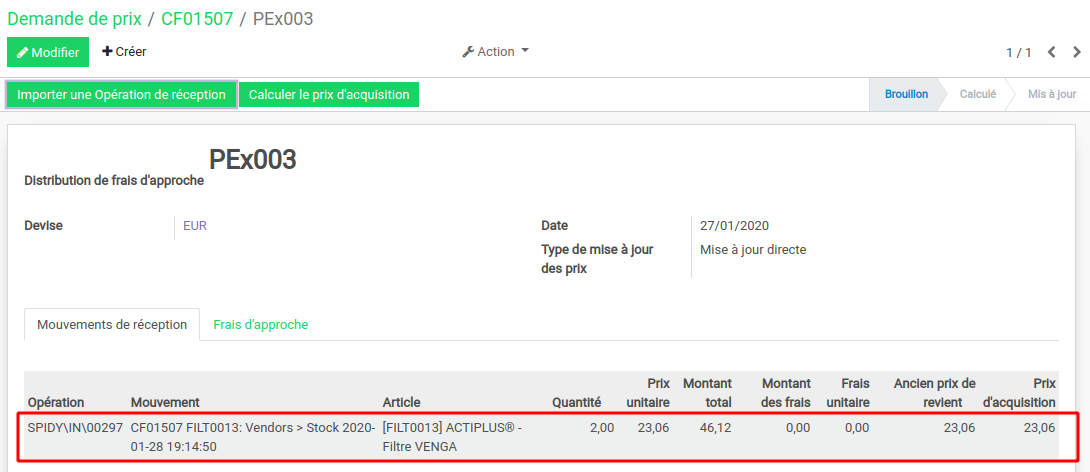 Demande de prix / CF01507 / PEx003
Modifier Créer Action 1 / 1
Importer une Opération de réception Calculer le prix d'acquisition Brouillon Calculé Mis à jour
PEx003
Distribution de frais d'approche
Devise EUR Date 27/01/2020
Type de mise à jour Mise à jour directe
des prix
Mouvements de réception Frais d'approche
Prix Montant Montant Frais Ancien prix de Prix
Opération Mouvement Article Quantité unitaire total des frais unitaire revient d'acquisition
SPIDY\IN\00297 CF01507 FILT0013: Vendors > Stock 2020- [FILT0013] ACTIPLUS® - 2,00 23,06 46,12 0,00 0,00 23,06 23,06
01-28 19:14:50 Filtre VENGA